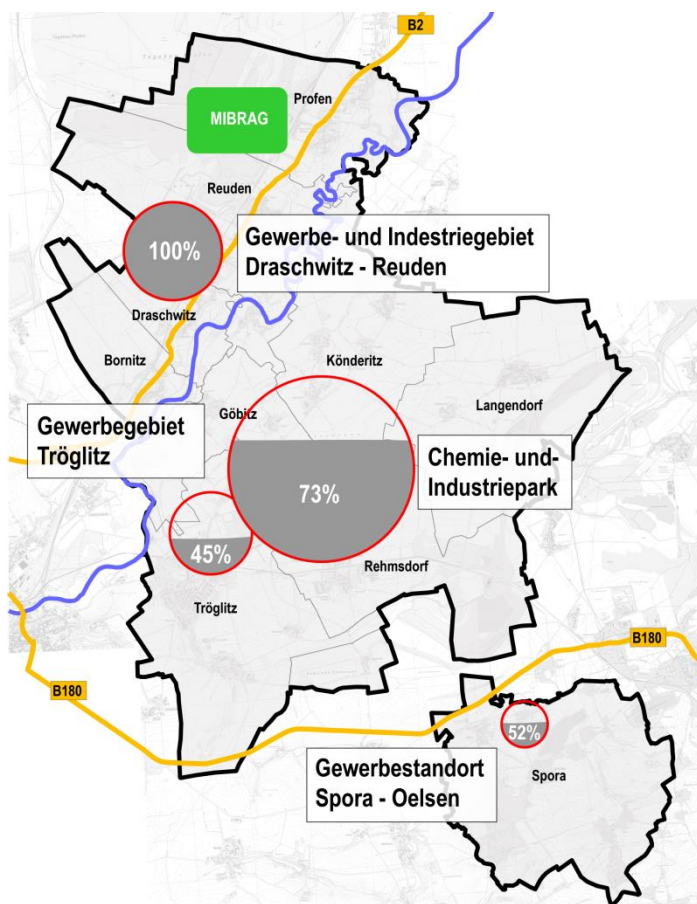 B2
Profen
MIBRAG
Reuden
100%
Gewerbe- und Indestriegebiet
Draschwitz - Reuden
Draschwitz
Bornitz
Könderitz
Langendorf
Göbitz
Gewerbegebiet
Tröglitz
Chemie- und-
Industriepark
73%
45%
Rehmsdorf
Tröglitz
B180
B180
52%
Gewerbestandort
Spora - Oelsen
Spora